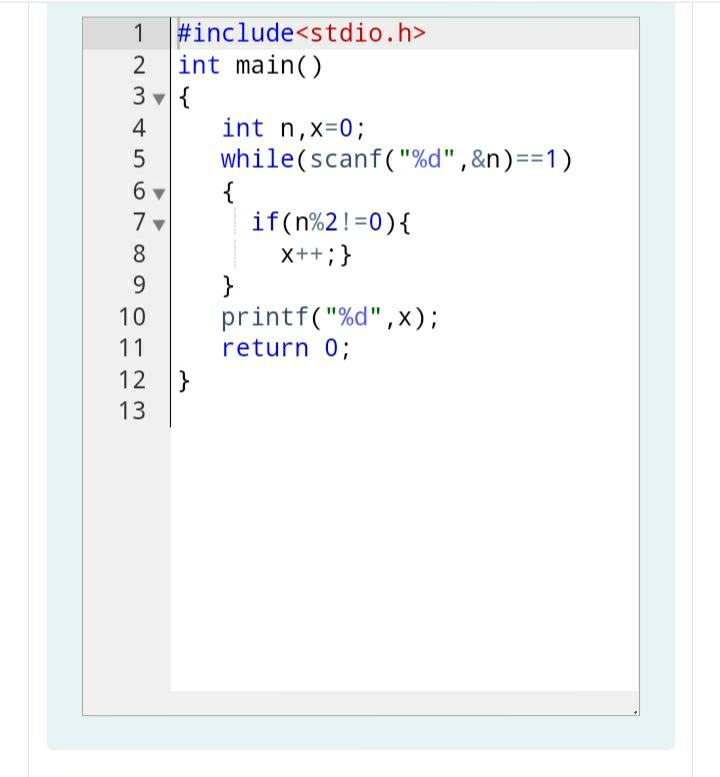 1 #include<stdio.h>
2 int main()
3 {
4 int n,x=0;
5 while(scanf("%d",&n)==1)
6 {
7 if(n%2!=0){
8 x++;}
9 }
10 printf("%d",x);
11 return 0;
12 }
13